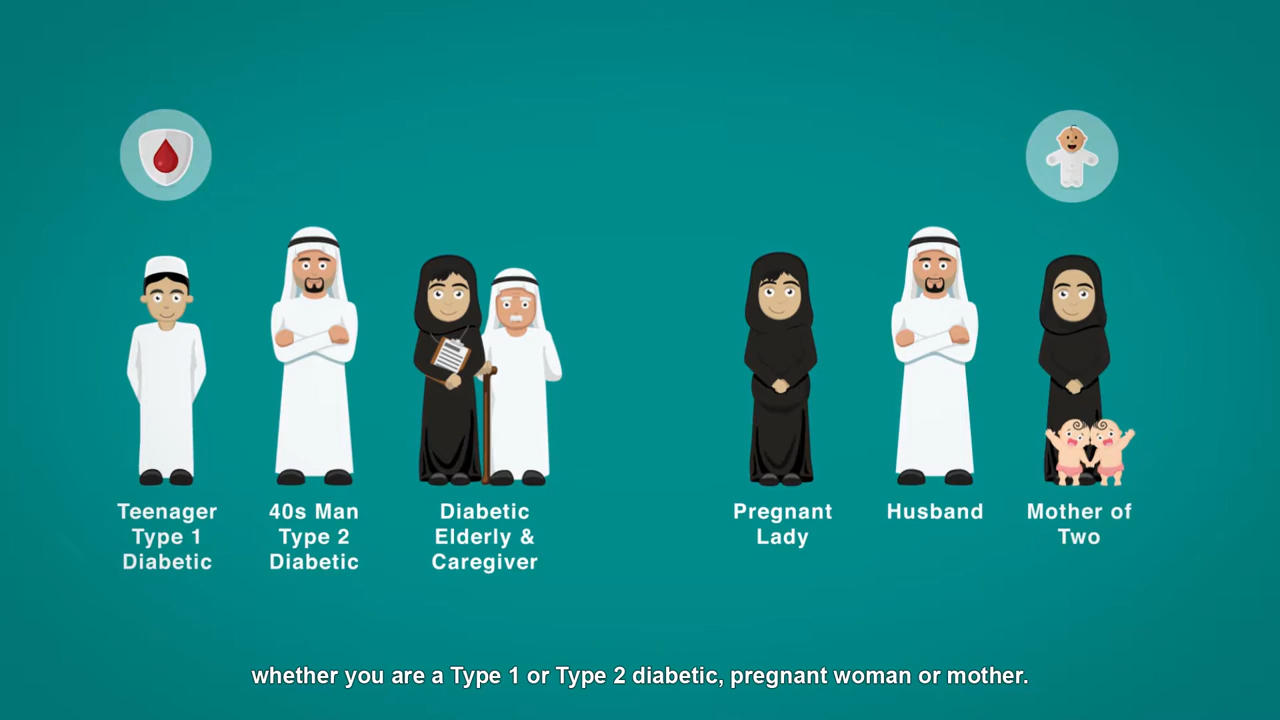 Teenager
Type 1
Diabetic
40s Man
Type 2
Diabetic
Diabetic
Elderly &
Caregiver
Pregnant
Lady
Husband
Mother of
Two
whether you are a Type 1 or Type 2 diabetic, pregnant woman or mother.